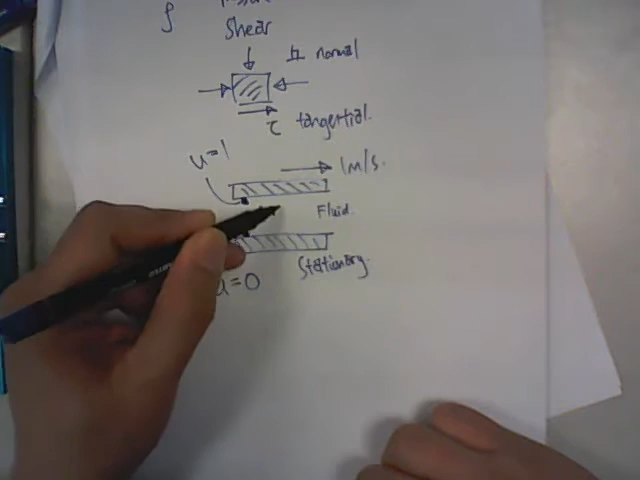 ρ
Shear
⊥ normal
τ tangential.
u=1
1m/s.
Fluid
Stationary.
u=0